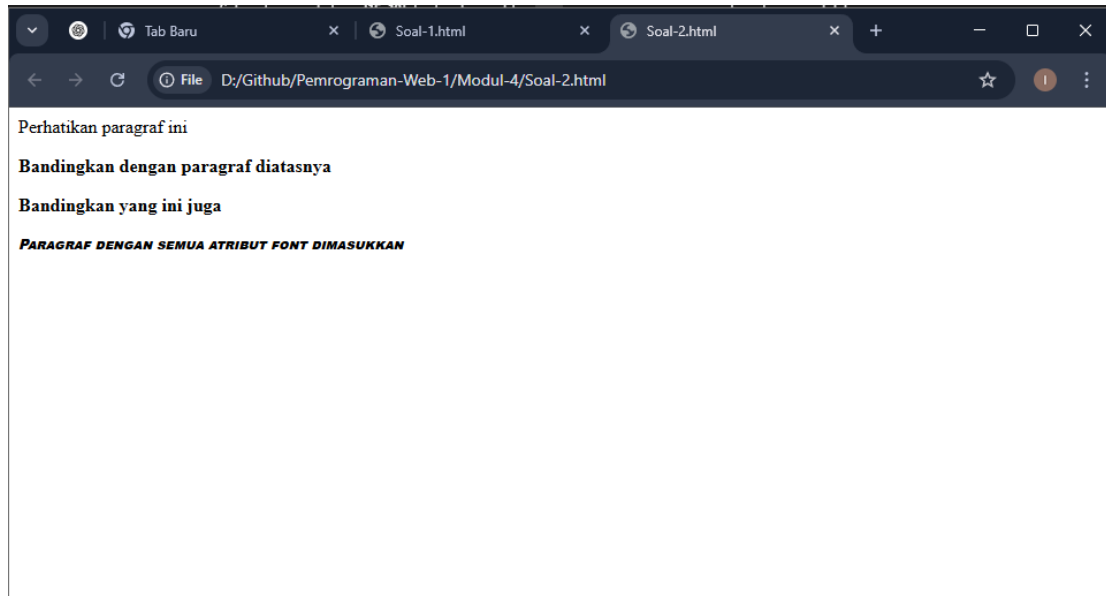 Tab Baru
Soal-1.html
Soal-2.html
File D:/Github/Pemrograman-Web-1/Modul-4/Soal-2.html
I
Perhatikan paragraf ini
Bandingkan dengan paragraf diatasnya
Bandingkan yang ini juga
PARAGRAF DENGAN SEMUA ATRIBUT FONT DIMASUKKAN